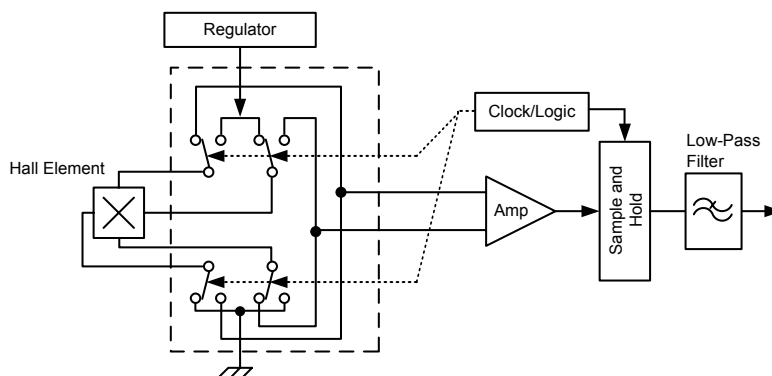 Regulator
Clock/Logic
Low-Pass
Filter
Hall Element
Amp
Sample and
Hold